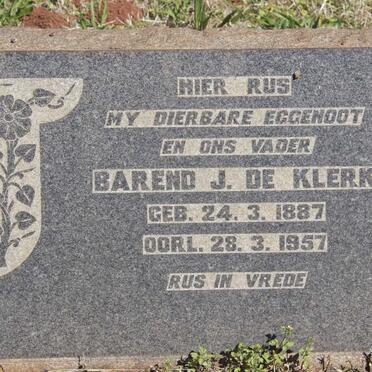 HIER RUS
MY DIERBARE EGGENOOT
EN ONS VADER
BAREND J. DE KLERK
GEB. 24. 3. 1887
OORL. 28. 3. 1957
RUS IN VREDE